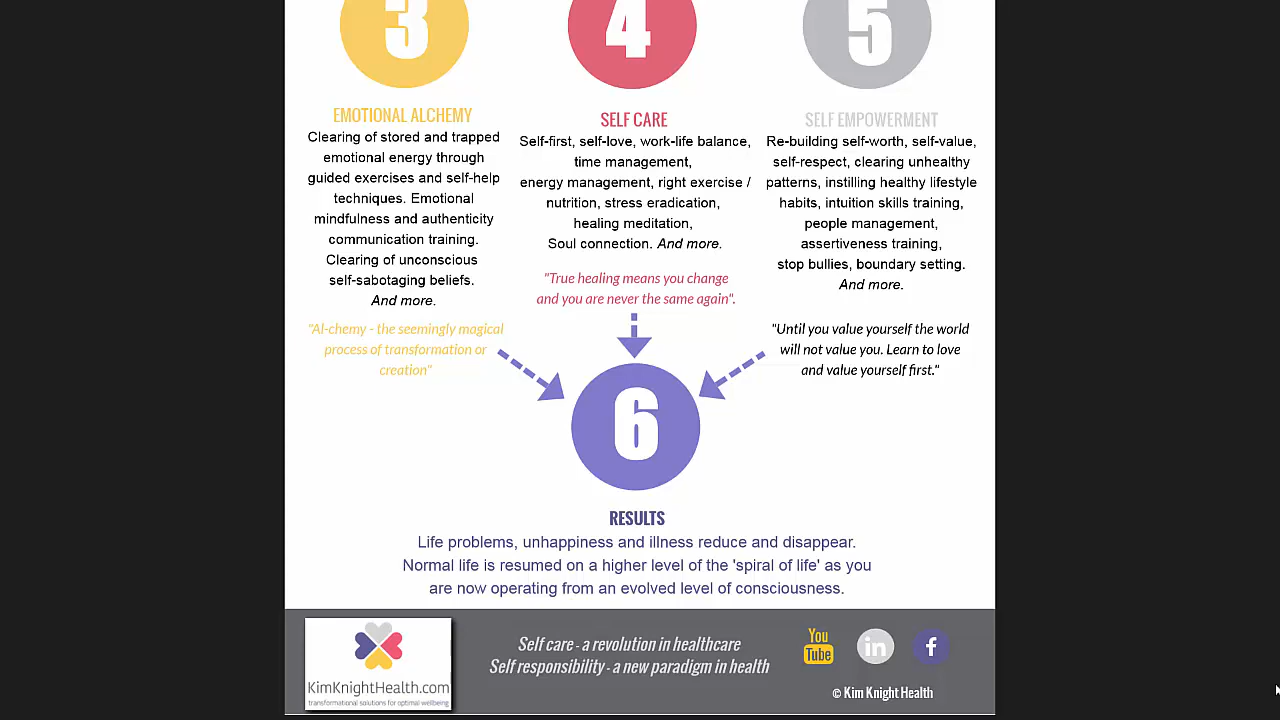 3
4
5
EMOTIONAL ALCHEMY
Clearing of stored and trapped
emotional energy through
guided exercises and self-help
techniques. Emotional
mindfulness and authenticity
communication training.
Clearing of unconscious
self-sabotaging beliefs.
And more.
"Al-chemy - the seemingly magical
process of transformation or
creation"
SELF CARE
Self-first, self-love, work-life balance,
time management,
energy management, right exercise /
nutrition, stress eradication,
healing meditation,
Soul connection. And more.
"True healing means you change
and you are never the same again".
SELF EMPOWERMENT
Re-building self-worth, self-value,
self-respect, clearing unhealthy
patterns, instilling healthy lifestyle
habits, intuition skills training,
people management,
assertiveness training,
stop bullies, boundary setting.
And more.
"Until you value yourself the world
will not value you. Learn to love
and value yourself first."
6
RESULTS
Life problems, unhappiness and illness reduce and disappear.
Normal life is resumed on a higher level of the 'spiral of life' as you
are now operating from an evolved level of consciousness.
KimKnightHealth.com
transformational solutions for optimal wellbeing
Self care - a revolution in healthcare
Self responsibility - a new paradigm in health
You
Tube
in
f
© Kim Knight Health